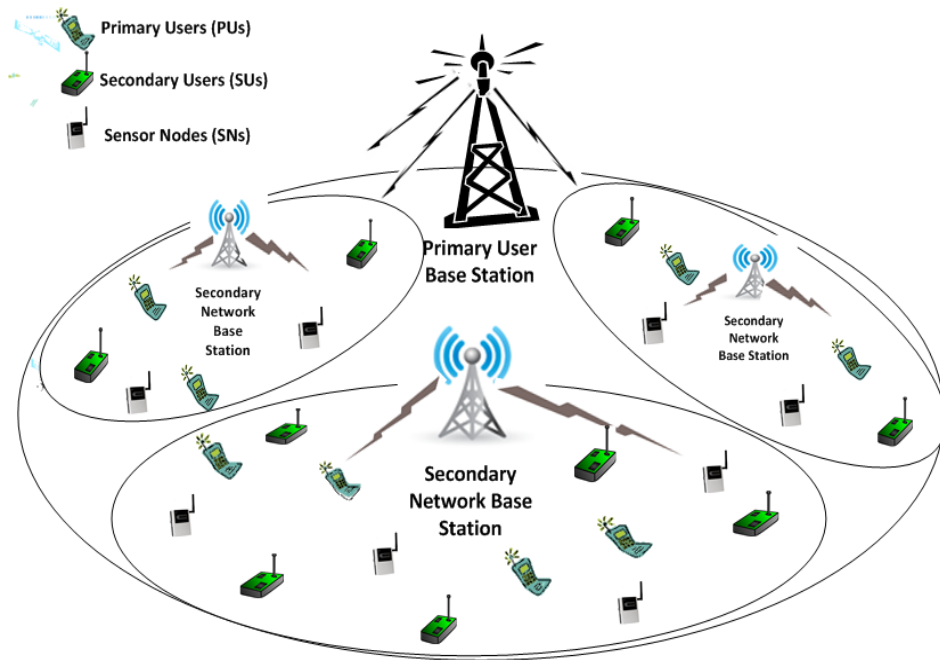 Primary Users (PUs)
Secondary Users (SUs)
Sensor Nodes (SNs)
Primary User
Base Station
Secondary
Network
Base
Station
Secondary
Network
Base Station
Secondary
Network Base
Station